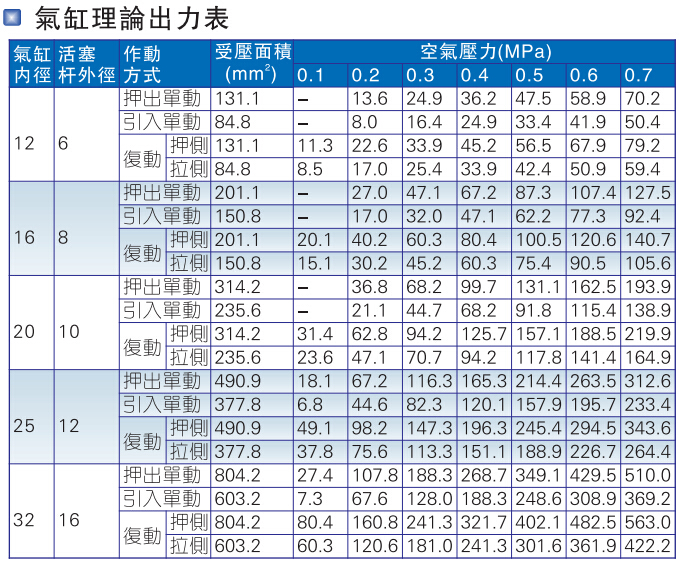 氣缸理論出力表
氣缸內徑 活塞杆外徑 作動方式 受壓面積(mm²) 空氣壓力(MPa)
0.1 0.2 0.3 0.4 0.5 0.6 0.7
12 6
押出單動 131.1 – 13.6 24.9 36.2 47.5 58.9 70.2
引入單動 84.8 – 8.0 16.4 24.9 33.4 41.9 50.4
復動 押側 131.1 11.3 22.6 33.9 45.2 56.5 67.9 79.2
拉側 84.8 8.5 17.0 25.4 33.9 42.4 50.9 59.4
16 8
押出單動 201.1 – 27.0 47.1 67.2 87.3 107.4 127.5
引入單動 150.8 – 17.0 32.0 47.1 62.2 77.3 92.4
復動 押側 201.1 20.1 40.2 60.3 80.4 100.5 120.6 140.7
拉側 150.8 15.1 30.2 45.2 60.3 75.4 90.5 105.6
20 10
押出單動 314.2 – 36.8 68.2 99.7 131.1 162.5 193.9
引入單動 235.6 – 21.1 44.7 68.2 91.8 115.4 138.9
復動 押側 314.2 31.4 62.8 94.2 125.7 157.1 188.5 219.9
拉側 235.6 23.6 47.1 70.7 94.2 117.8 141.4 164.9
25 12
押出單動 490.9 18.1 67.2 116.3 165.3 214.4 263.5 312.6
引入單動 377.8 6.8 44.6 82.3 120.1 157.9 195.7 233.4
復動 押側 490.9 49.1 98.2 147.3 196.3 245.4 294.5 343.6
拉側 377.8 37.8 75.6 113.3 151.1 188.9 226.7 264.4
32 16
押出單動 804.2 27.4 107.8 188.3 268.7 349.1 429.5 510.0
引入單動 603.2 7.3 67.6 128.0 188.3 248.6 308.9 369.2
復動 押側 804.2 80.4 160.8 241.3 321.7 402.1 482.5 563.0
拉側 603.2 60.3 120.6 181.0 241.3 301.6 361.9 422.2